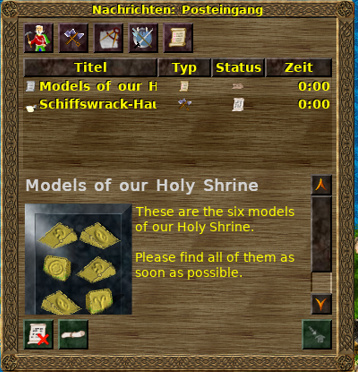 Nachrichten: Posteingang
Titel Typ Status Zeit
Models of our H 0:00
Schiffswrack-Hau 0:00
Models of our Holy Shrine
These are the six models
of our Holy Shrine.
Please find all of them as
soon as possible.